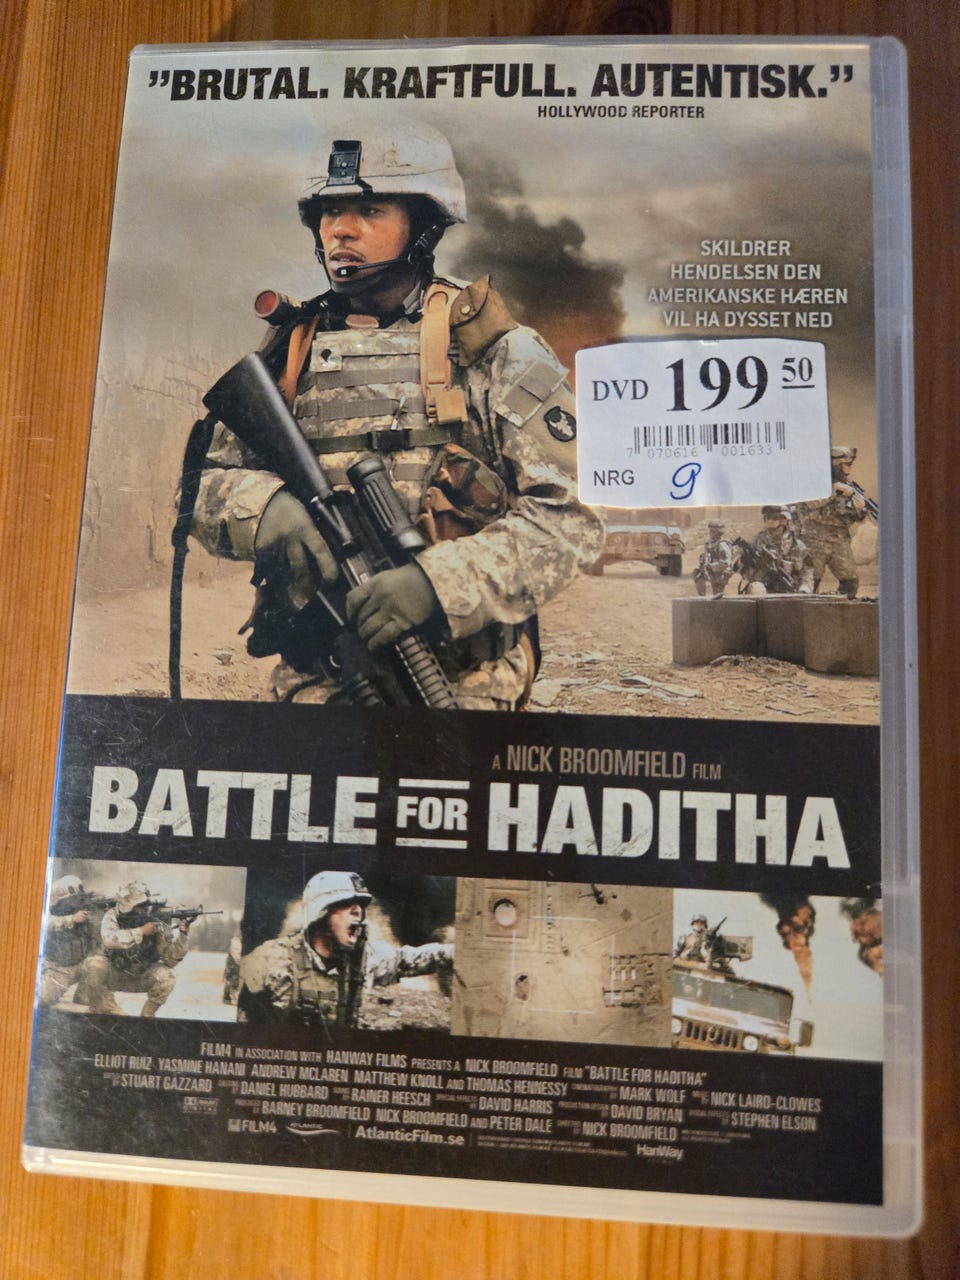 "BRUTAL. KRAFTFULL. AUTENTISK."
HOLLYWOOD REPORTER
SKILDRER
HENDELSEN DEN
AMERIKANSKE HÆREN
VIL HA DYSSET NED
DVD 199 50
7 070616 001633
NRG 9
A NICK BROOMFIELD FILM
BATTLE FOR HADITHA
FILM4 IN ASSOCIATION WITH HANWAY FILMS PRESENTS A NICK BROOMFIELD FILM "BATTLE FOR HADITHA"
ELLIOT RUIZ YASMINE HANANI ANDREW MCLAREN MATTHEW KNOLL AND THOMAS HENNESSY MARK WOLF NICK LAIRD-CLOWES
STUART GAZZARD DANIEL HUBBARD RAINER HEESCH DAVID HARRIS DAVID BRYAN STEPHEN ELSON
BARNEY BROOMFIELD NICK BROOMFIELD AND PETER DALE NICK BROOMFIELD
FILM4 ATLANTIC AtlanticFilm.se HanWay